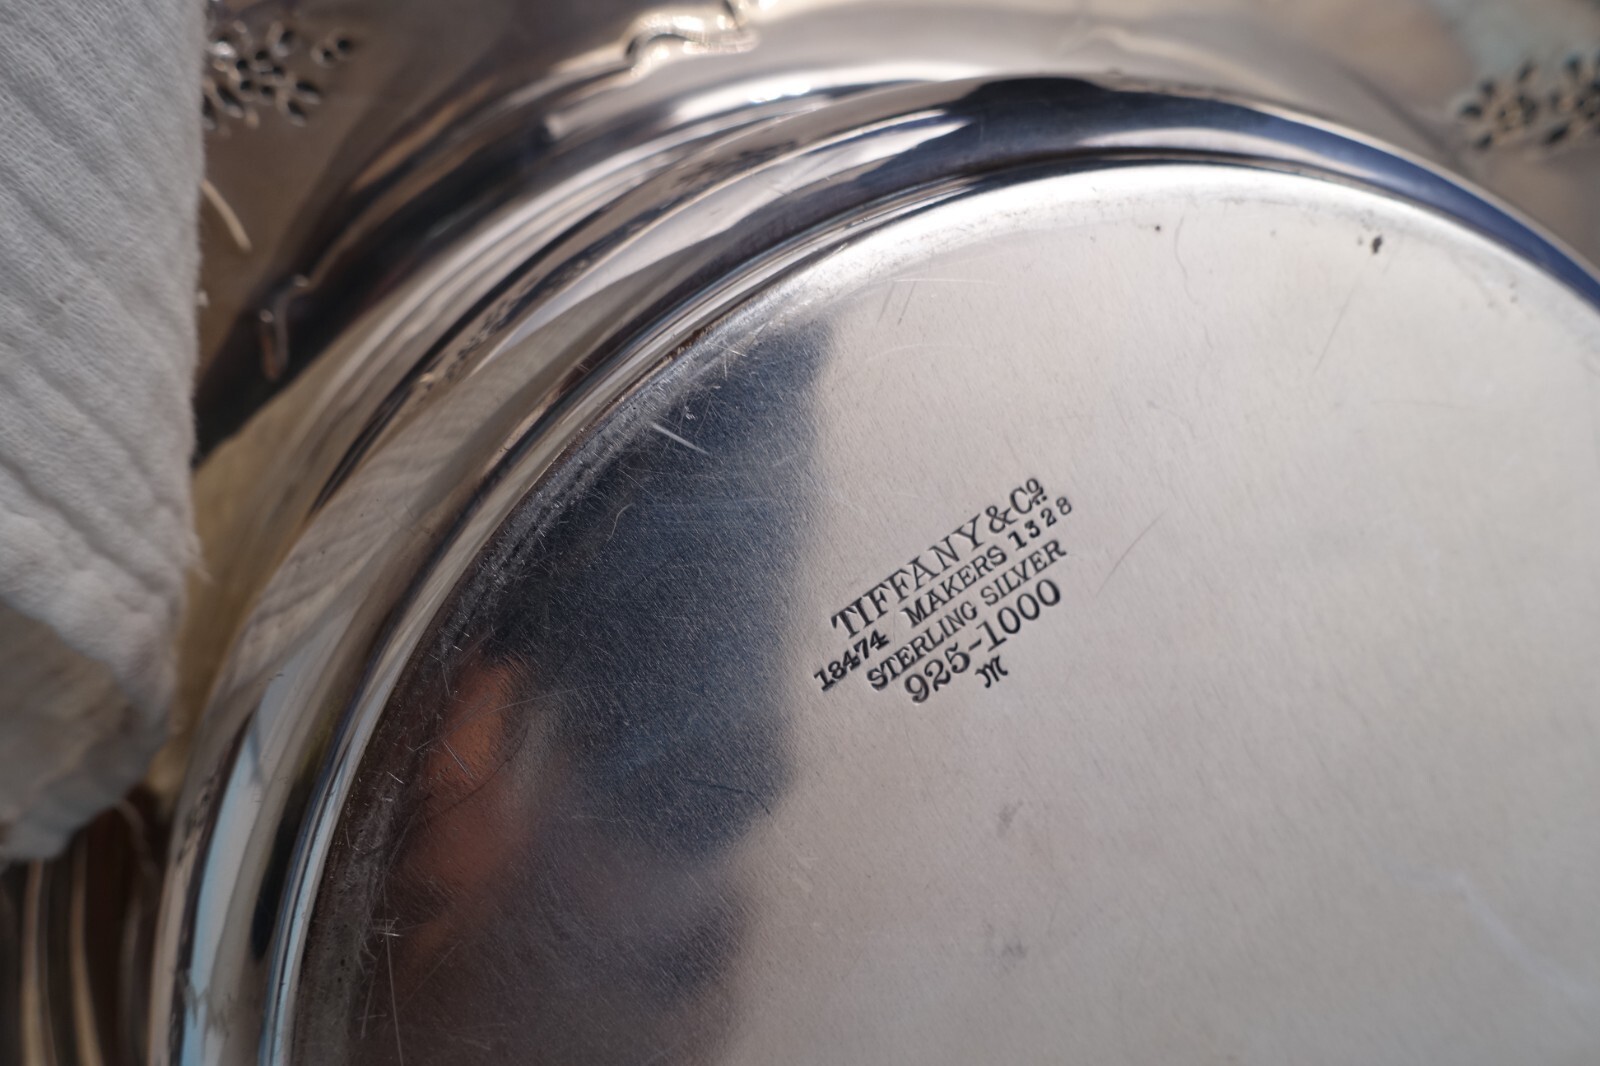 TIFFANY & Cº
18474 MAKERS 1328
STERLING SILVER
925-1000
M